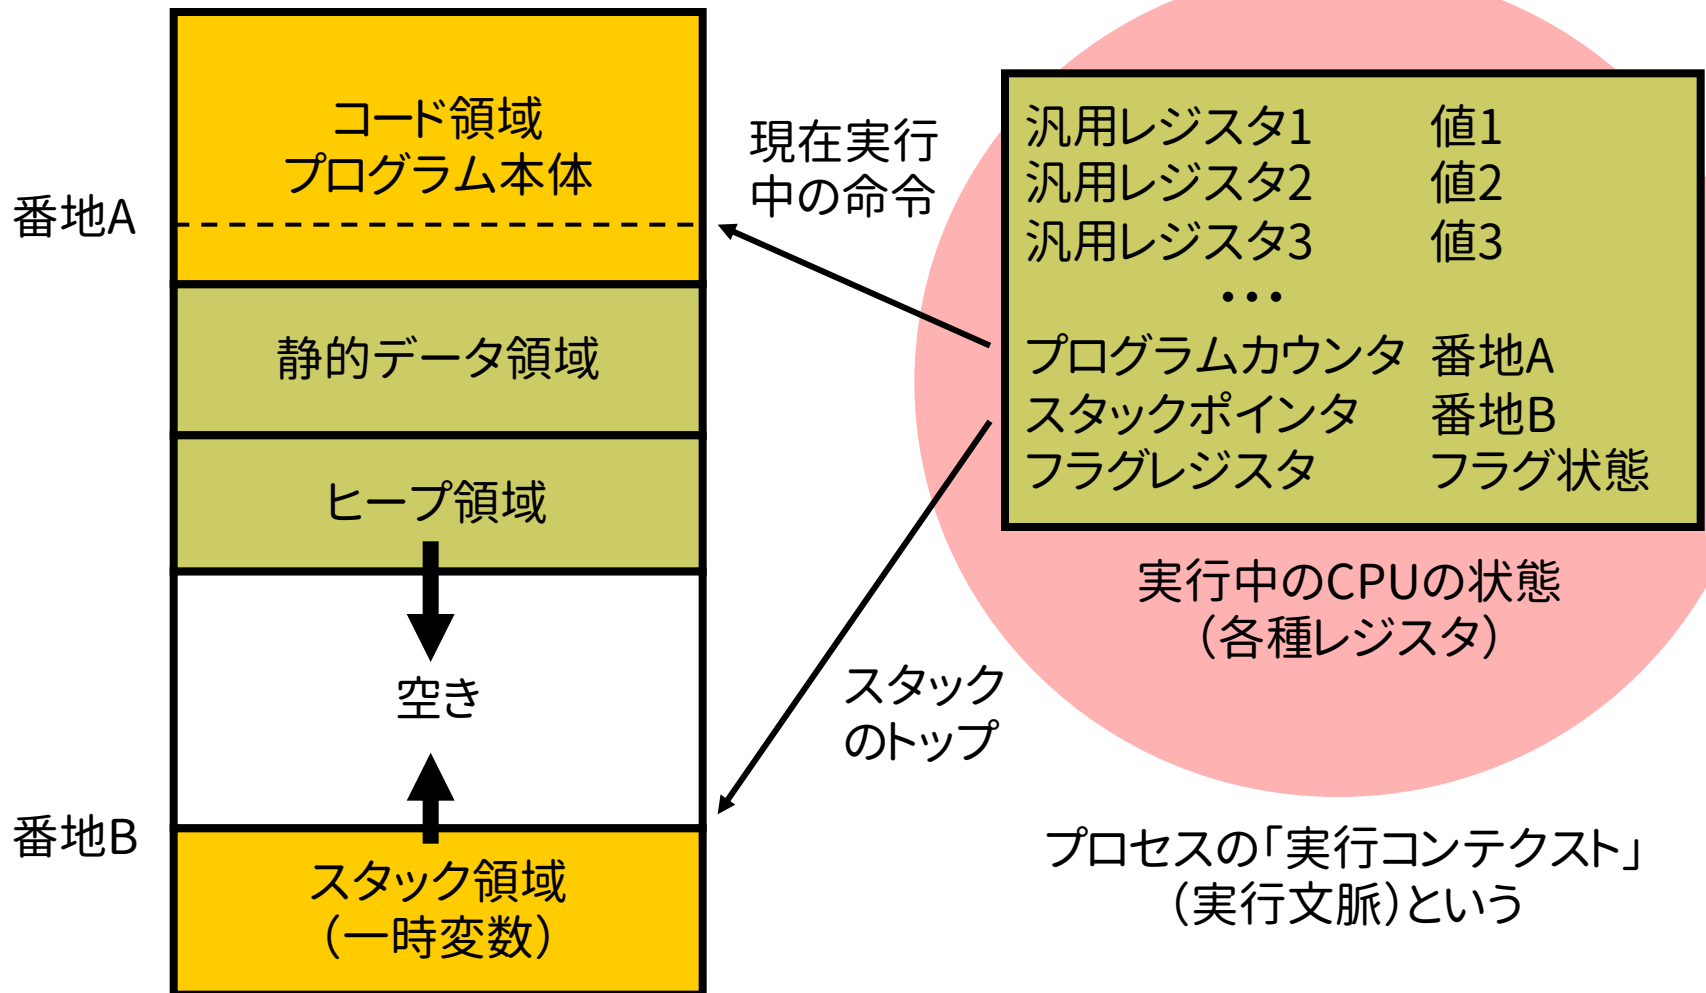 コード領域
プログラム本体
番地A
静的データ領域
ヒープ領域
空き
番地B
スタック領域
（一時変数）
現在実行
中の命令
スタック
のトップ
汎用レジスタ1 値1
汎用レジスタ2 値2
汎用レジスタ3 値3
・・・
プログラムカウンタ 番地A
スタックポインタ 番地B
フラグレジスタ フラグ状態
実行中のCPUの状態
（各種レジスタ）
プロセスの「実行コンテクスト」
（実行文脈）という